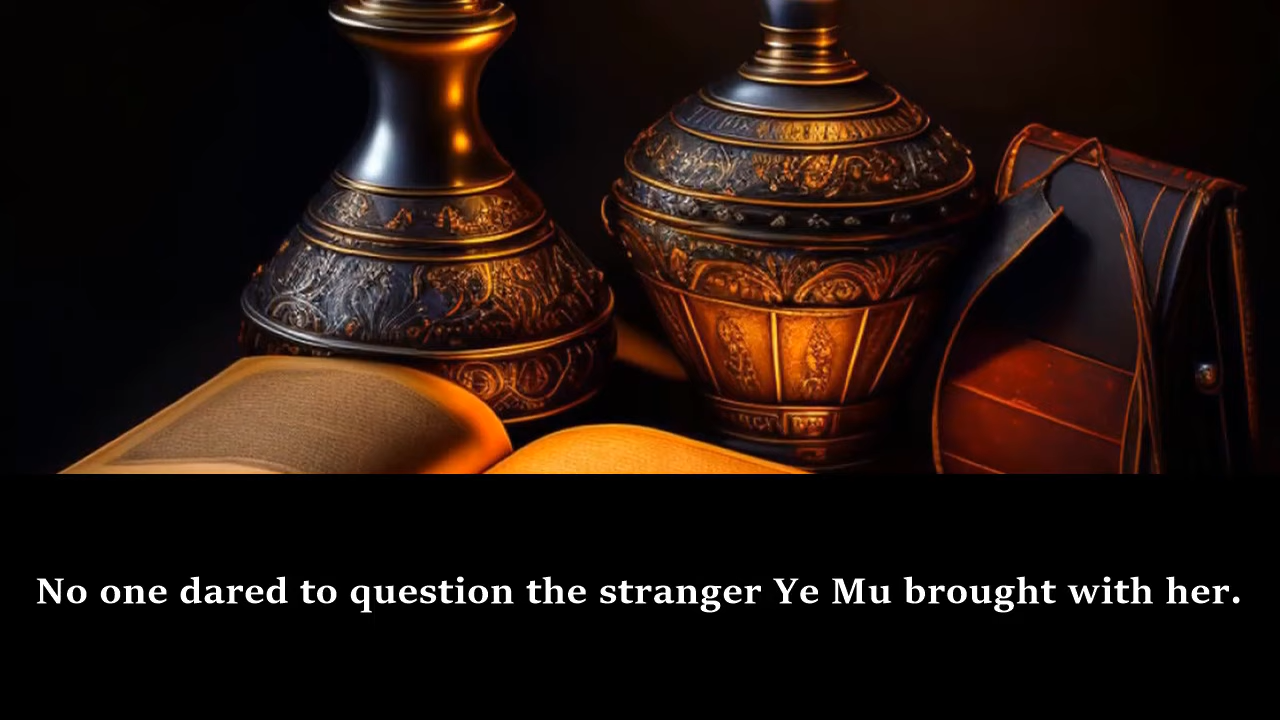 No one dared to question the stranger Ye Mu brought with her.